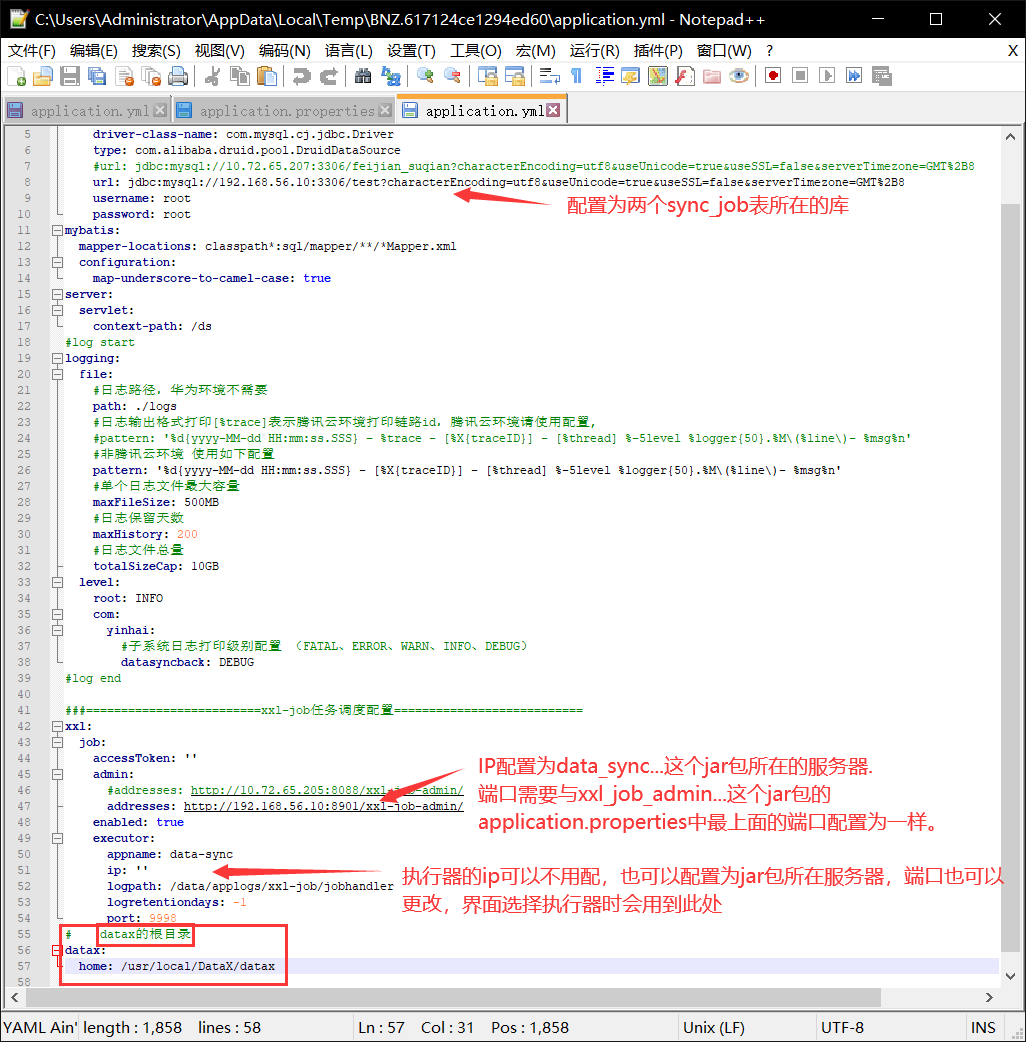 C:\Users\Administrator\AppData\Local\Temp\BNZ.617124ce1294ed60\application.yml - Notepad++
文件(F) 编辑(E) 搜索(S) 视图(V) 编码(N) 语言(L) 设置(T) 工具(O) 宏(M) 运行(R) 插件(P) 窗口(W) ? X
application.yml application.properties application.yml
5 driver-class-name: com.mysql.cj.jdbc.Driver
6 type: com.alibaba.druid.pool.DruidDataSource
7 #url: jdbc:mysql://10.72.65.207:3306/feijian_suqian?characterEncoding=utf8&useUnicode=true&useSSL=false&serverTimezone=GMT%2B8
8 url: jdbc:mysql://192.168.56.10:3306/test?characterEncoding=utf8&useUnicode=true&useSSL=false&serverTimezone=GMT%2B8
9 username: root
配置为两个sync_job表所在的库
10 password: root
11 mybatis:
12 mapper-locations: classpath*:sql/mapper/**/*Mapper.xml
13 configuration:
14 map-underscore-to-camel-case: true
15 server:
16 servlet:
17 context-path: /ds
18 #log start
19 logging:
20 file:
21 #日志路径，华为环境不需要
22 path: ./logs
23 #日志输出格式打印[%trace]表示腾讯云环境打印链路id，腾讯云环境请使用配置，
24 #pattern: '%d{yyyy-MM-dd HH:mm:ss.SSS} - %trace - [%X{traceID}] - [%thread] %-5level %logger{50}.%M\(%line\)- %msg%n'
25 #非腾讯云环境 使用如下配置
26 pattern: '%d{yyyy-MM-dd HH:mm:ss.SSS} - [%X{traceID}] - [%thread] %-5level %logger{50}.%M\(%line\)- %msg%n'
27 #单个日志文件最大容量
28 maxFileSize: 500MB
29 #日志保留天数
30 maxHistory: 200
31 #日志文件总量
32 totalSizeCap: 10GB
33 level:
34 root: INFO
35 com:
36 yinhai:
37 #子系统日志打印级别配置 （FATAL、ERROR、WARN、INFO、DEBUG）
38 datasyncback: DEBUG
39 #log end
40
41 ###=========================xxl-job任务调度配置===========================
42 xxl:
43 job:
44 accessToken: ''
45 admin:
IP配置为data_sync...这个jar包所在的服务器.
46 #addresses: http://10.72.65.205:8088/xxl-job-admin/
端口需要与xxl_job_admin...这个jar包的
47 addresses: http://192.168.56.10:8901/xxl-job-admin/
application.properties中最上面的端口配置为一样。
48 enabled: true
49 executor:
50 appname: data-sync
51 ip: ''
执行器的ip可以不用配，也可以配置为jar包所在服务器，端口也可以
52 logpath: /data/applogs/xxl-job/jobhandler
更改，界面选择执行器时会用到此处
53 logretentiondays: -1
54 port: 9998
55 # datax的根目录
56 datax:
57 home: /usr/local/DataX/datax
58
YAML Ain' length : 1,858 lines : 58 Ln : 57 Col : 31 Pos : 1,858 Unix (LF) UTF-8 INS